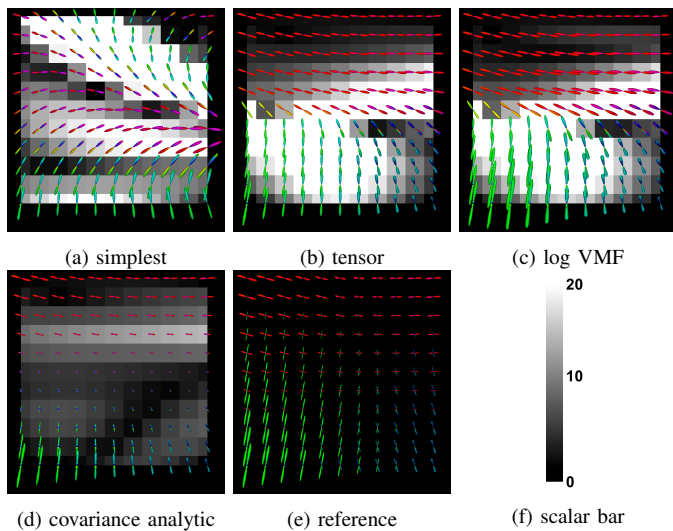 (a) simplest
(b) tensor
(c) log VMF
20
10
0
(d) covariance analytic
(e) reference
(f) scalar bar